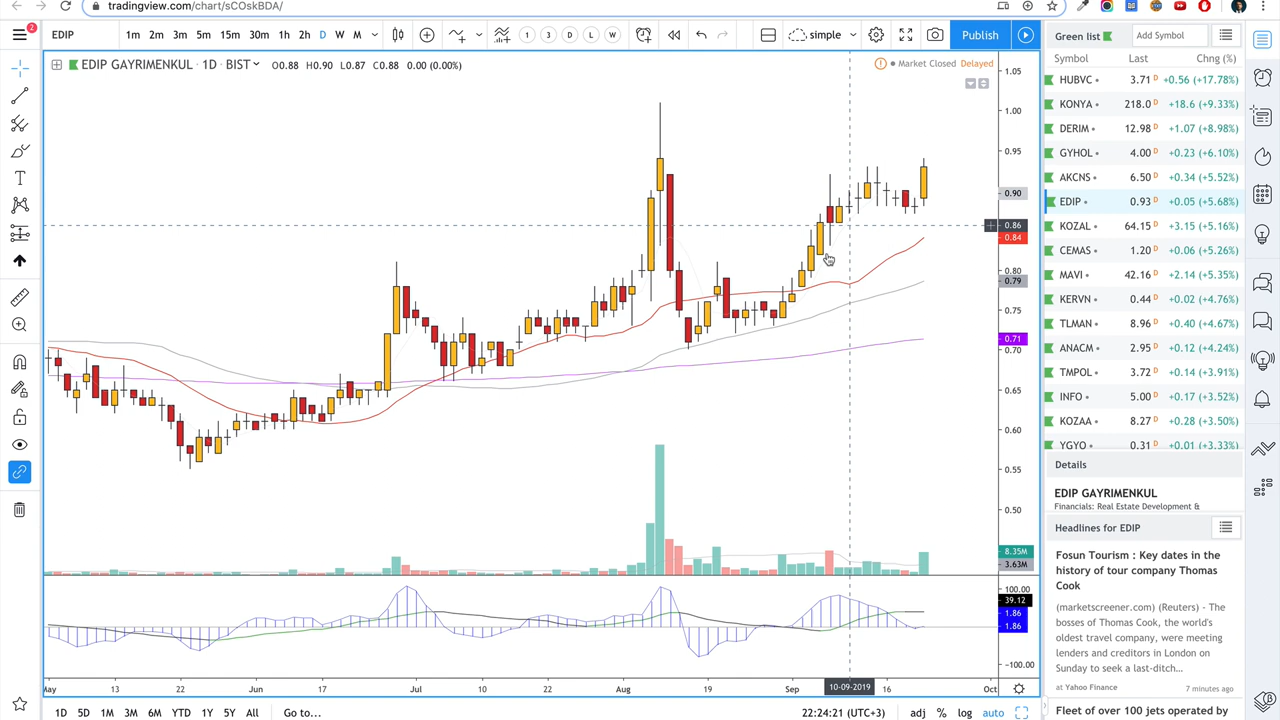 tradingview.com/chart/sCOskBDA/
2
EDIP
1m 2m 3m 5m 15m 30m 1h 2h D W M
1 3 D L W
simple
Publish
EDIP GAYRIMENKUL · 1D · BIST
O0.88 H0.90 L0.87 C0.88 0.00 (0.00%)
Market Closed Delayed
1.05
1.00
0.95
0.90
0.86
0.84
0.80
0.79
0.75
0.71
0.70
0.65
0.60
0.55
0.50
8.35M
3.63M
100.00
39.12
1.86
1.86
−100.00
May 13 22 Jun 17 Jul 10 22 Aug 19 Sep 10-09-2019 16 Oct
1D 5D 1M 3M 6M YTD 1Y 5Y All Go to... 22:24:21 (UTC+3) adj % log auto
Green list Add Symbol
Symbol Last Chng (%)
HUBVC 3.71 D +0.56 (+17.78%)
KONYA 218.0 D +18.6 (+9.33%)
DERIM 12.98 D +1.07 (+8.98%)
GYHOL 4.00 D +0.23 (+6.10%)
AKCNS 6.50 D +0.34 (+5.52%)
EDIP 0.93 D +0.05 (+5.68%)
KOZAL 64.15 D +3.15 (+5.16%)
CEMAS 1.20 D +0.06 (+5.26%)
MAVI 42.16 D +2.14 (+5.35%)
KERVN 0.44 D +0.02 (+4.76%)
TLMAN 8.96 D +0.40 (+4.67%)
ANACM 2.95 D +0.12 (+4.24%)
TMPOL 3.72 D +0.14 (+3.91%)
INFO 5.00 D +0.17 (+3.52%)
KOZAA 8.27 D +0.28 (+3.50%)
YGYO 0.31 D +0.01 (+3.33%)
Details
EDIP GAYRIMENKUL
Financials: Real Estate Development &
Headlines for EDIP
Fosun Tourism : Key dates in the
history of tour company Thomas
Cook
(marketscreener.com) (Reuters) - The
bosses of Thomas Cook, the world's
oldest travel company, were meeting
lenders and creditors in London on
Sunday to seek a last-ditch...
at Yahoo Finance 7 minutes ago
Fleet of over 100 jets operated by